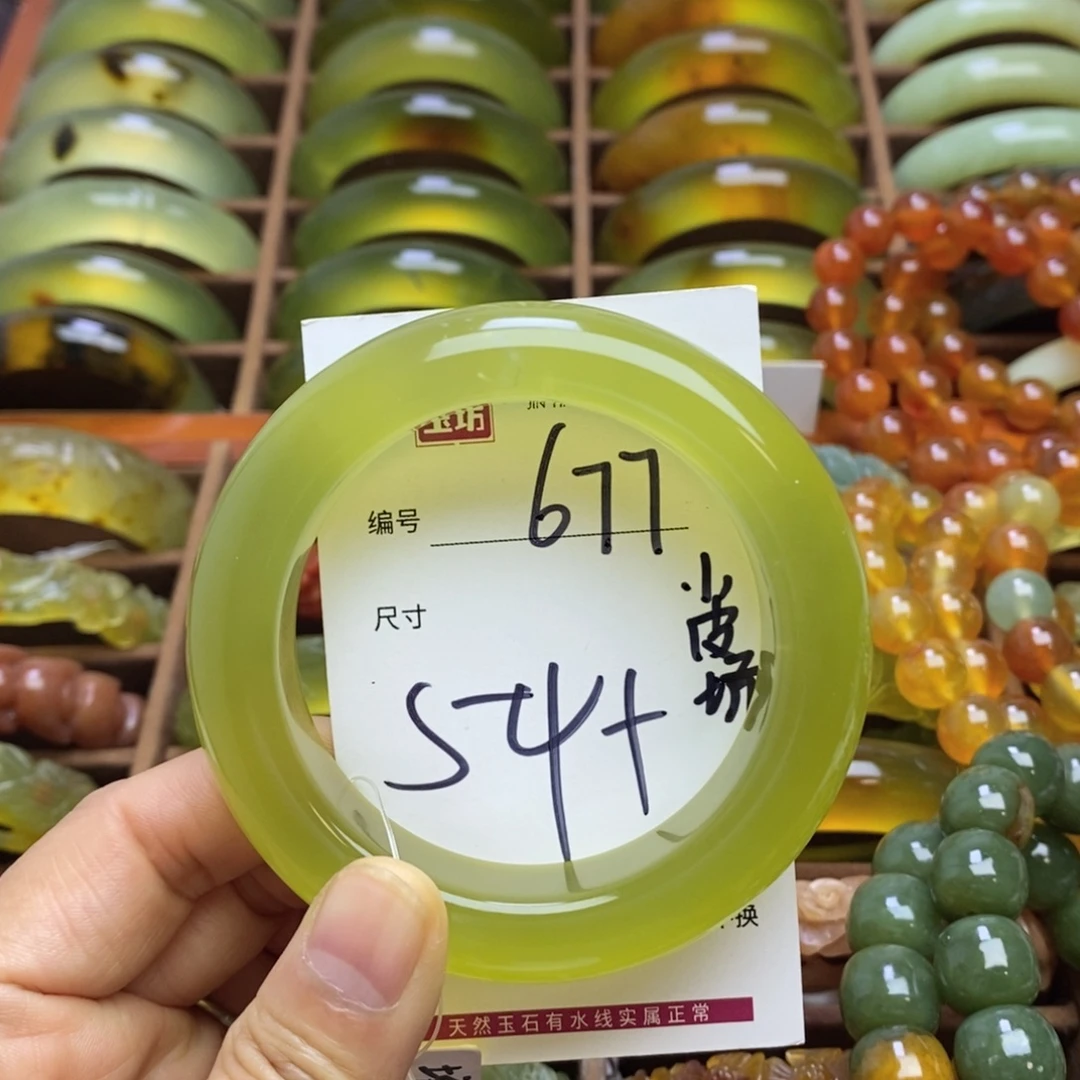 玉坊
编号 677
小皮坑
尺寸
54+
换
天然玉石有水线实属正常